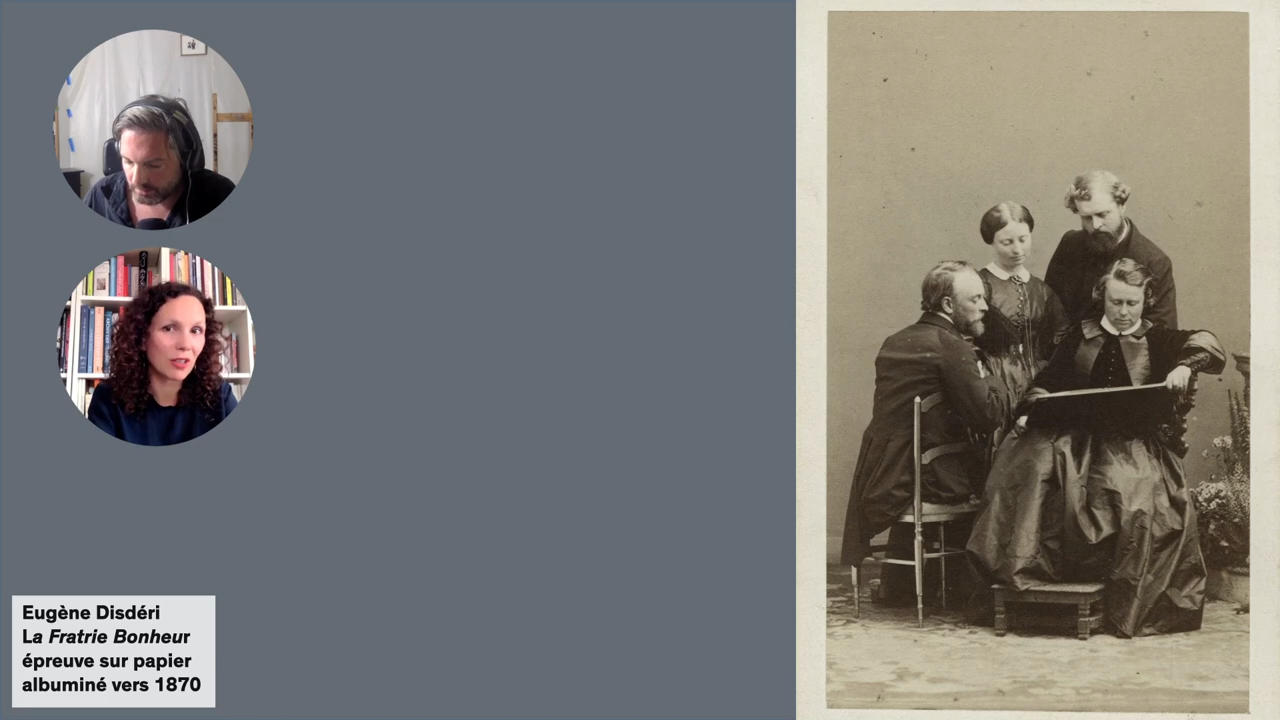 Eugène Disdéri
La Fratrie Bonheur
épreuve sur papier
albuminé vers 1870